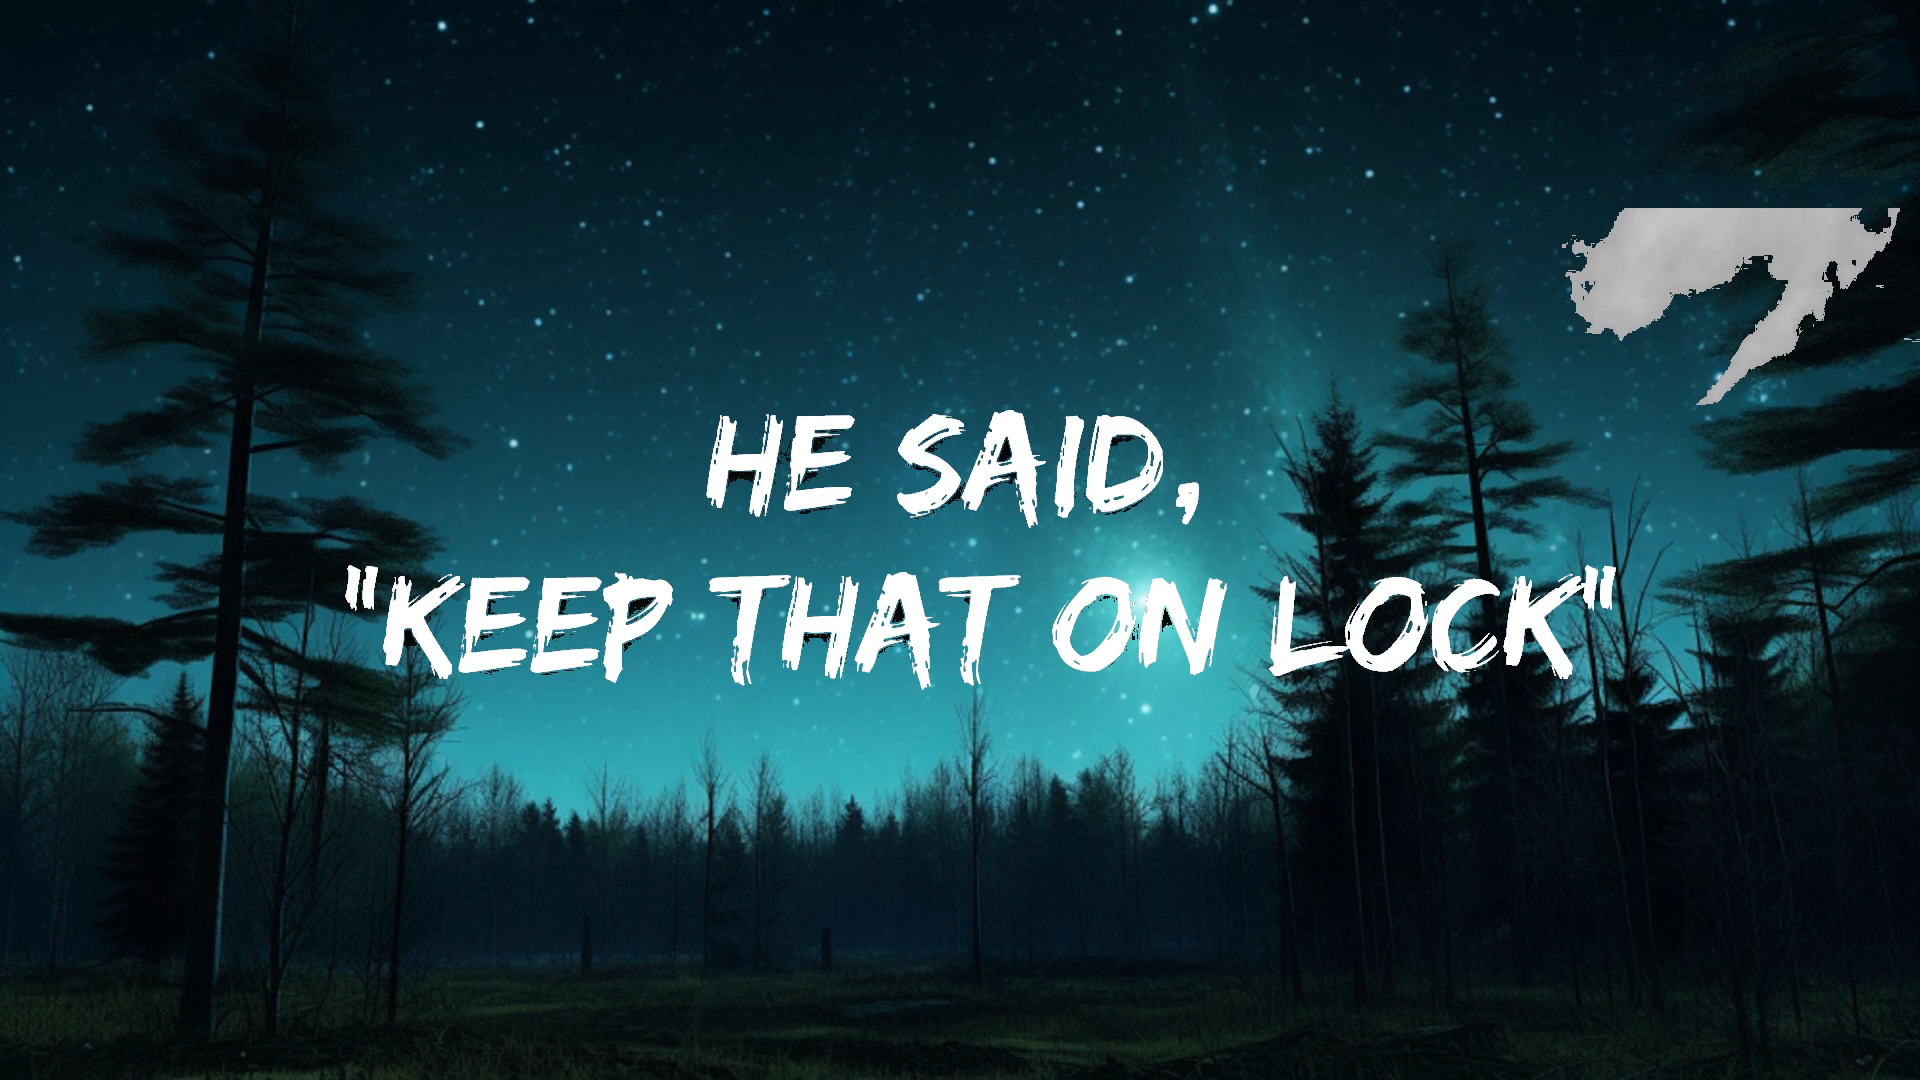 HE SAID,
"KEEP THAT ON LOCK"